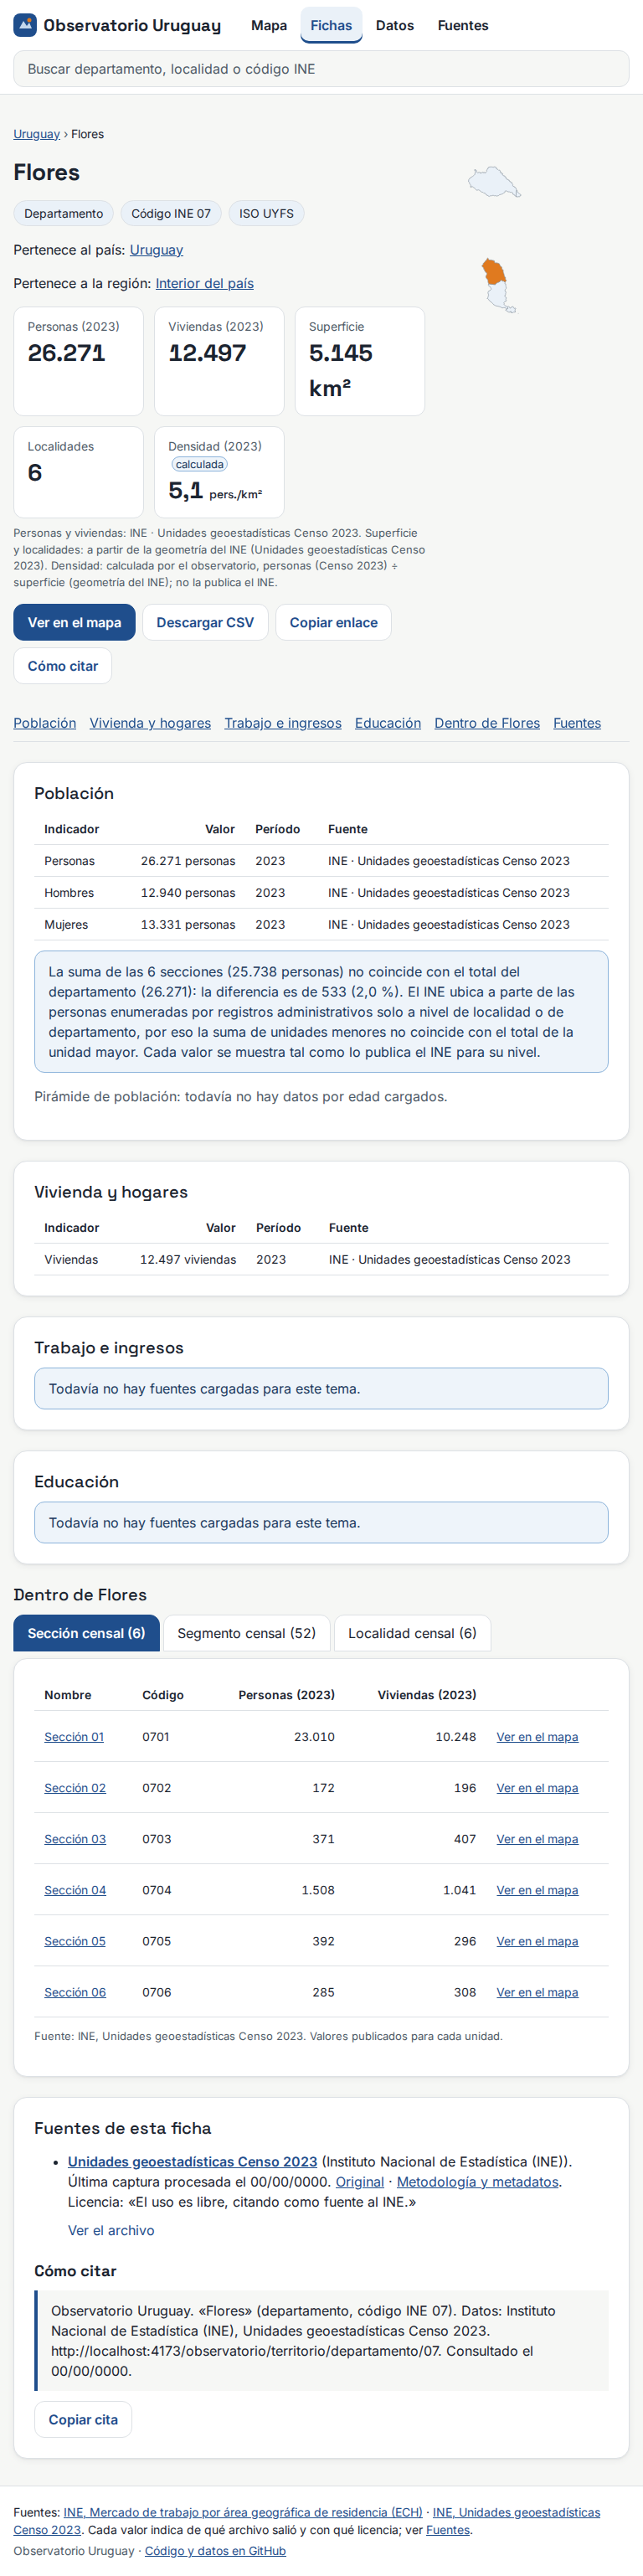 Observatorio Uruguay
Mapa
Fichas
Datos
Fuentes
Buscar departamento, localidad o código INE
Uruguay › Flores
Flores
Departamento
Código INE 07
ISO UYFS
Pertenece al país: Uruguay
Pertenece a la región: Interior del país
Personas (2023)
26.271
Viviendas (2023)
12.497
Superficie
5.145
km²
Localidades
6
Densidad (2023)
calculada
5,1 pers./km²
Personas y viviendas: INE · Unidades geoestadísticas Censo 2023. Superficie
y localidades: a partir de la geometría del INE (Unidades geoestadísticas Censo
2023). Densidad: calculada por el observatorio, personas (Censo 2023) ÷
superficie (geometría del INE); no la publica el INE.
Ver en el mapa
Descargar CSV
Copiar enlace
Cómo citar
Población
Vivienda y hogares
Trabajo e ingresos
Educación
Dentro de Flores
Fuentes
Población
Indicador Valor Período Fuente
Personas 26.271 personas 2023 INE · Unidades geoestadísticas Censo 2023
Hombres 12.940 personas 2023 INE · Unidades geoestadísticas Censo 2023
Mujeres 13.331 personas 2023 INE · Unidades geoestadísticas Censo 2023
La suma de las 6 secciones (25.738 personas) no coincide con el total del
departamento (26.271): la diferencia es de 533 (2,0 %). El INE ubica a parte de las
personas enumeradas por registros administrativos solo a nivel de localidad o de
departamento, por eso la suma de unidades menores no coincide con el total de la
unidad mayor. Cada valor se muestra tal como lo publica el INE para su nivel.
Pirámide de población: todavía no hay datos por edad cargados.
Vivienda y hogares
Indicador Valor Período Fuente
Viviendas 12.497 viviendas 2023 INE · Unidades geoestadísticas Censo 2023
Trabajo e ingresos
Todavía no hay fuentes cargadas para este tema.
Educación
Todavía no hay fuentes cargadas para este tema.
Dentro de Flores
Sección censal (6)
Segmento censal (52)
Localidad censal (6)
Nombre Código Personas (2023) Viviendas (2023)
Sección 01 0701 23.010 10.248 Ver en el mapa
Sección 02 0702 172 196 Ver en el mapa
Sección 03 0703 371 407 Ver en el mapa
Sección 04 0704 1.508 1.041 Ver en el mapa
Sección 05 0705 392 296 Ver en el mapa
Sección 06 0706 285 308 Ver en el mapa
Fuente: INE, Unidades geoestadísticas Censo 2023. Valores publicados para cada unidad.
Fuentes de esta ficha
• Unidades geoestadísticas Censo 2023 (Instituto Nacional de Estadística (INE)).
Última captura procesada el 00/00/0000. Original · Metodología y metadatos.
Licencia: «El uso es libre, citando como fuente al INE.»
Ver el archivo
Cómo citar
Observatorio Uruguay. «Flores» (departamento, código INE 07). Datos: Instituto
Nacional de Estadística (INE), Unidades geoestadísticas Censo 2023.
http://localhost:4173/observatorio/territorio/departamento/07. Consultado el
00/00/0000.
Copiar cita
Fuentes: INE, Mercado de trabajo por área geográfica de residencia (ECH) · INE, Unidades geoestadísticas
Censo 2023. Cada valor indica de qué archivo salió y con qué licencia; ver Fuentes.
Observatorio Uruguay · Código y datos en GitHub